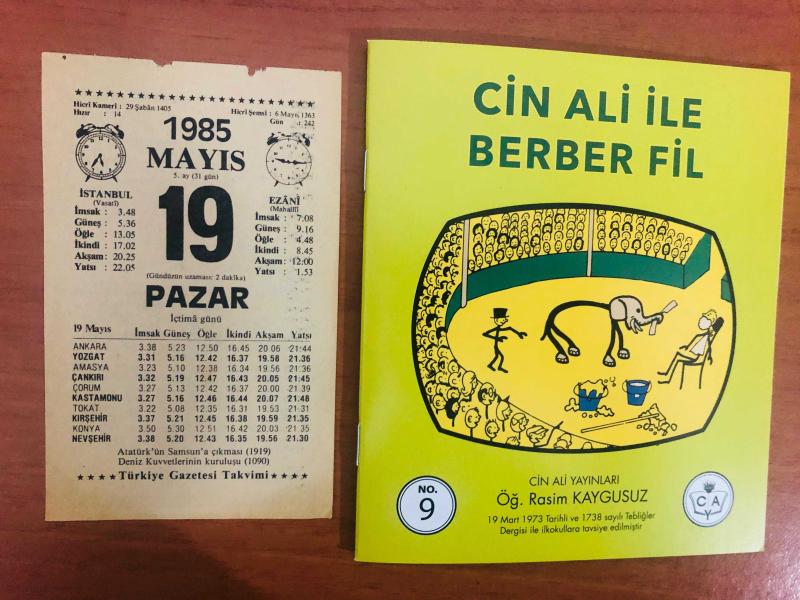 Hicrî Kamerî : 29 Şabân 1405
Hızır : 14
Hicrî Şemsî : 6 Mayıs 1363
Gün : 242
1985
MAYIS
5. ay (31 gün)
19
(Gündüzün uzaması: 2 dakîka)
PAZAR
İçtimâ günü
İSTANBUL
(Vasatî)
İmsak : 3.48
Güneş : 5.36
Öğle : 13.05
İkindi : 17.02
Akşam : 20.25
Yatsı : 22.05
EZÂNÎ
(Mahallî)
İmsak : 7.08
Güneş : 9.16
Öğle : 4.48
İkindi : 8.45
Akşam : 12:00
Yatsı : 1.53
19 Mayıs İmsak Güneş Öğle İkindi Akşam Yatsı
ANKARA 3.38 5.23 12.50 16.45 20.06 21.44
YOZGAT 3.31 5.16 12.42 16.37 19.58 21.36
AMASYA 3.23 5.10 12.38 16.34 19.56 21.36
ÇANKIRI 3.32 5.19 12.47 16.43 20.05 21.45
ÇORUM 3.27 5.13 12.42 16.37 20.00 21.39
KASTAMONU 3.27 5.16 12.46 16.44 20.07 21.48
TOKAT 3.22 5.08 12.35 16.31 19.53 21.31
KIRŞEHİR 3.37 5.21 12.45 16.38 19.59 21.35
KONYA 3.50 5.30 12.51 16.42 20.03 21.35
NEVŞEHİR 3.38 5.20 12.43 16.35 19.56 21.30
Atatürk'ün Samsun'a çıkması (1919)
Deniz Kuvvetlerinin kuruluşu (1090)
Türkiye Gazetesi Takvimi
CİN ALİ İLE
BERBER FİL
CİN ALİ YAYINLARI
Öğ. Rasim KAYGUSUZ
19 Mart 1973 Tarihli ve 1738 sayılı Tebliğler
Dergisi ile ilkokullara tavsiye edilmiştir
NO.
9
C A
Y